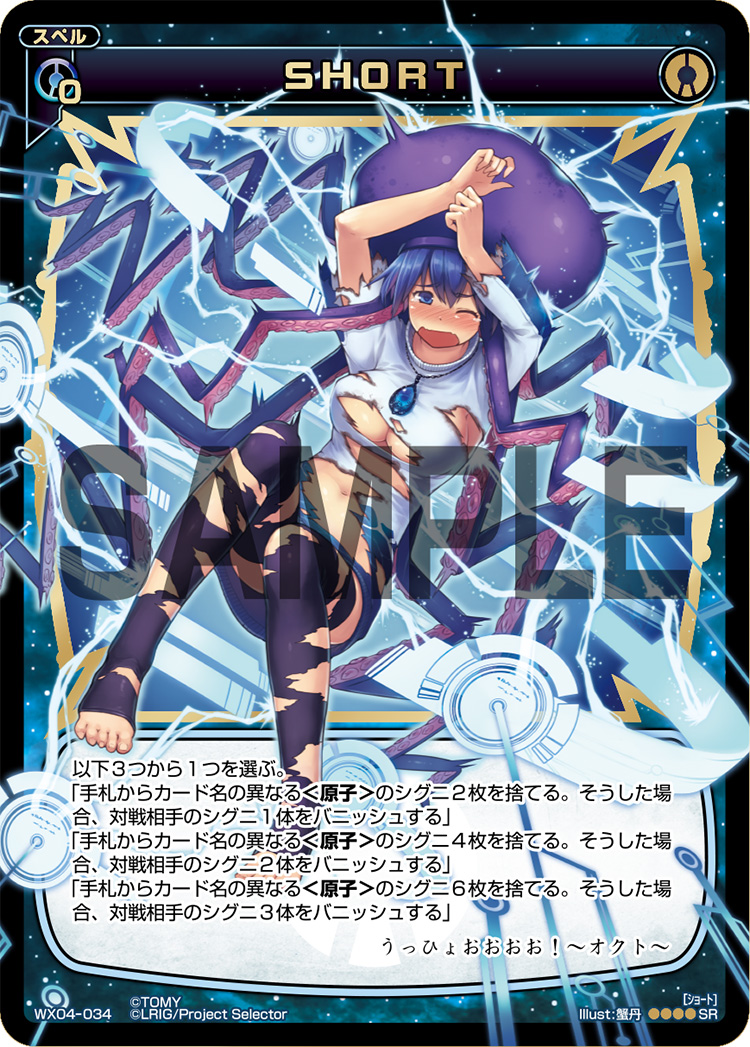 スペル
0
SHORT
SAMPLE
以下３つから１つを選ぶ。
「手札からカード名の異なる<原子>のシグニ２枚を捨てる。そうした場
合、対戦相手のシグニ１体をバニッシュする」
「手札からカード名の異なる<原子>のシグニ４枚を捨てる。そうした場
合、対戦相手のシグニ２体をバニッシュする」
「手札からカード名の異なる<原子>のシグニ６枚を捨てる。そうした場
合、対戦相手のシグニ３体をバニッシュする」
うっひょおおおお！～オクト～
WX04-034 ©TOMY
©LRIG/Project Selector
[ショート]
Illust:蟹丹 SR